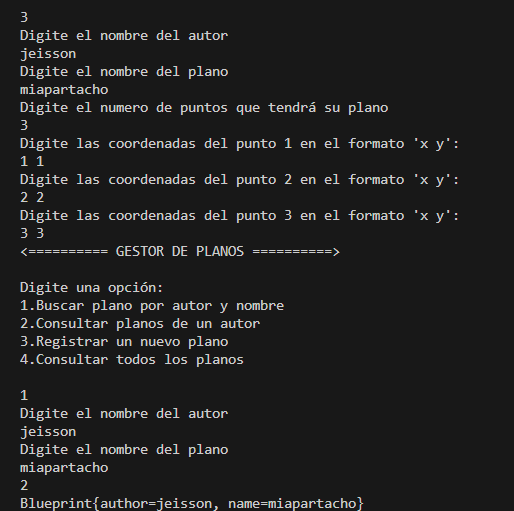 3
Digite el nombre del autor
jeisson
Digite el nombre del plano
miapartacho
Digite el numero de puntos que tendrá su plano
3
Digite las coordenadas del punto 1 en el formato 'x y':
1 1
Digite las coordenadas del punto 2 en el formato 'x y':
2 2
Digite las coordenadas del punto 3 en el formato 'x y':
3 3
<========== GESTOR DE PLANOS ==========>
Digite una opción:
1.Buscar plano por autor y nombre
2.Consultar planos de un autor
3.Registrar un nuevo plano
4.Consultar todos los planos
1
Digite el nombre del autor
jeisson
Digite el nombre del plano
miapartacho
2
Blueprint{author=jeisson, name=miapartacho}